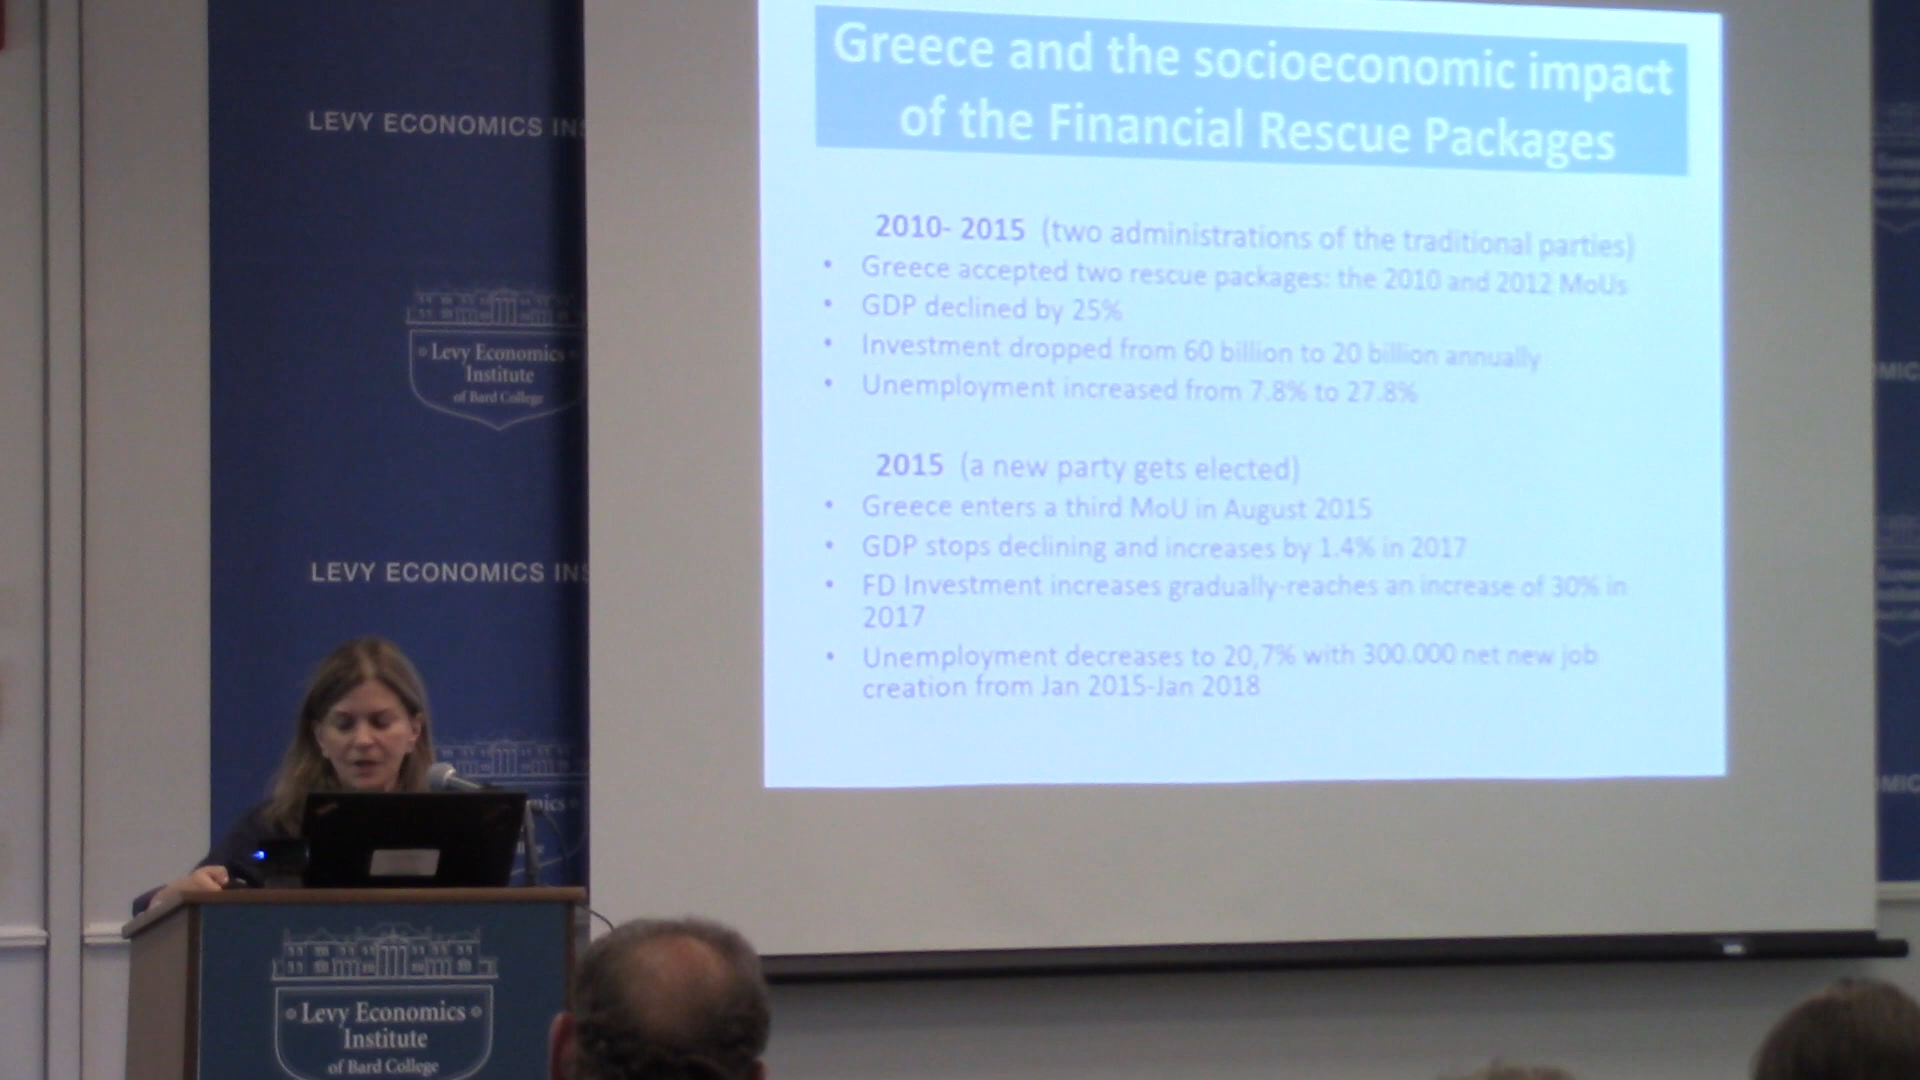 Greece and the socioeconomic impact
of the Financial Rescue Packages
2010- 2015 (two administrations of the traditional parties)
• Greece accepted two rescue packages: the 2010 and 2012 MoUs
• GDP declined by 25%
• Investment dropped from 60 billion to 20 billion annually
• Unemployment increased from 7.8% to 27.8%
2015 (a new party gets elected)
• Greece enters a third MoU in August 2015
• GDP stops declining and increases by 1.4% in 2017
• FD Investment increases gradually-reaches an increase of 30% in
2017
• Unemployment decreases to 20,7% with 300.000 net new job
creation from Jan 2015-Jan 2018
LEVY ECONOMICS INS
Levy Economics
Institute
of Bard College
LEVY ECONOMICS INS
Levy Economics
Institute
of Bard College